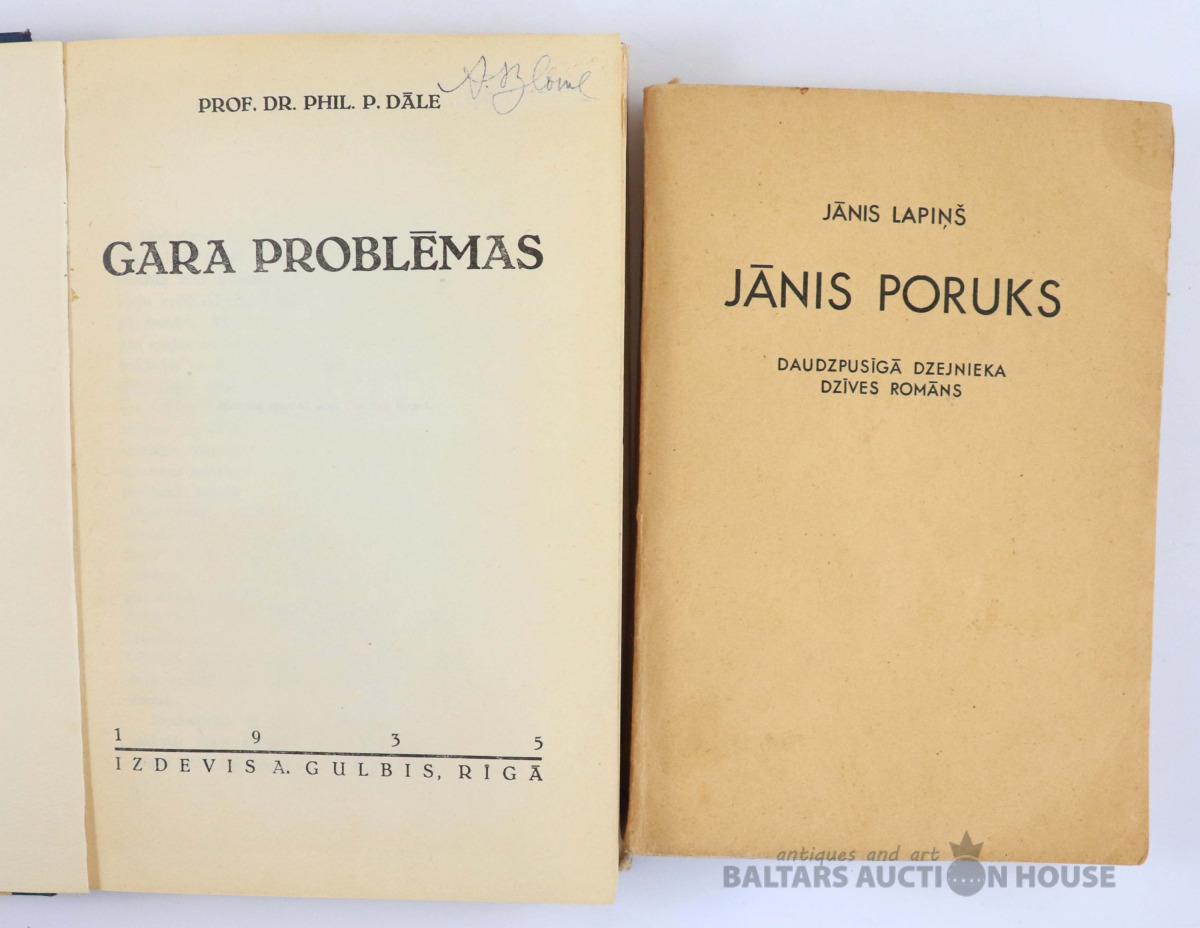 PROF. DR. PHIL. P. DĀLE
GARA PROBLĒMAS
1 9 3 5
IZDEVIS A. GULBIS, RĪGĀ
JĀNIS LAPIŅŠ
JĀNIS PORUKS
DAUDZPUSĪGĀ DZEJNIEKA
DZĪVES ROMĀNS
antiques and art
BALTARS AUCTION HOUSE